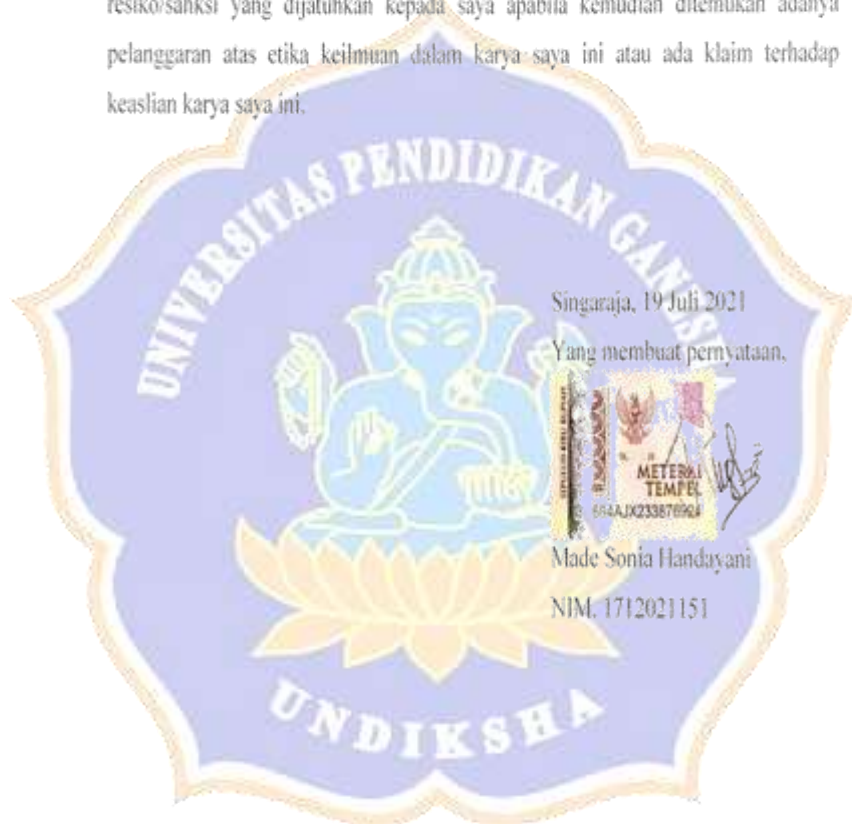 resiko/sanksi yang dijatuhkan kepada saya apabila kemudian ditemukan adanya
pelanggaran atas etika keilmuan dalam karya saya ini atau ada klaim terhadap
keaslian karya saya ini.
UNIVERSITAS PENDIDIKAN GANESHA
Singaraja, 19 Juli 2021
Yang membuat pernyataan,
METERAI
TEMPEL
Made Sonia Handayani
NIM. 1712021151
UNDIKSHA